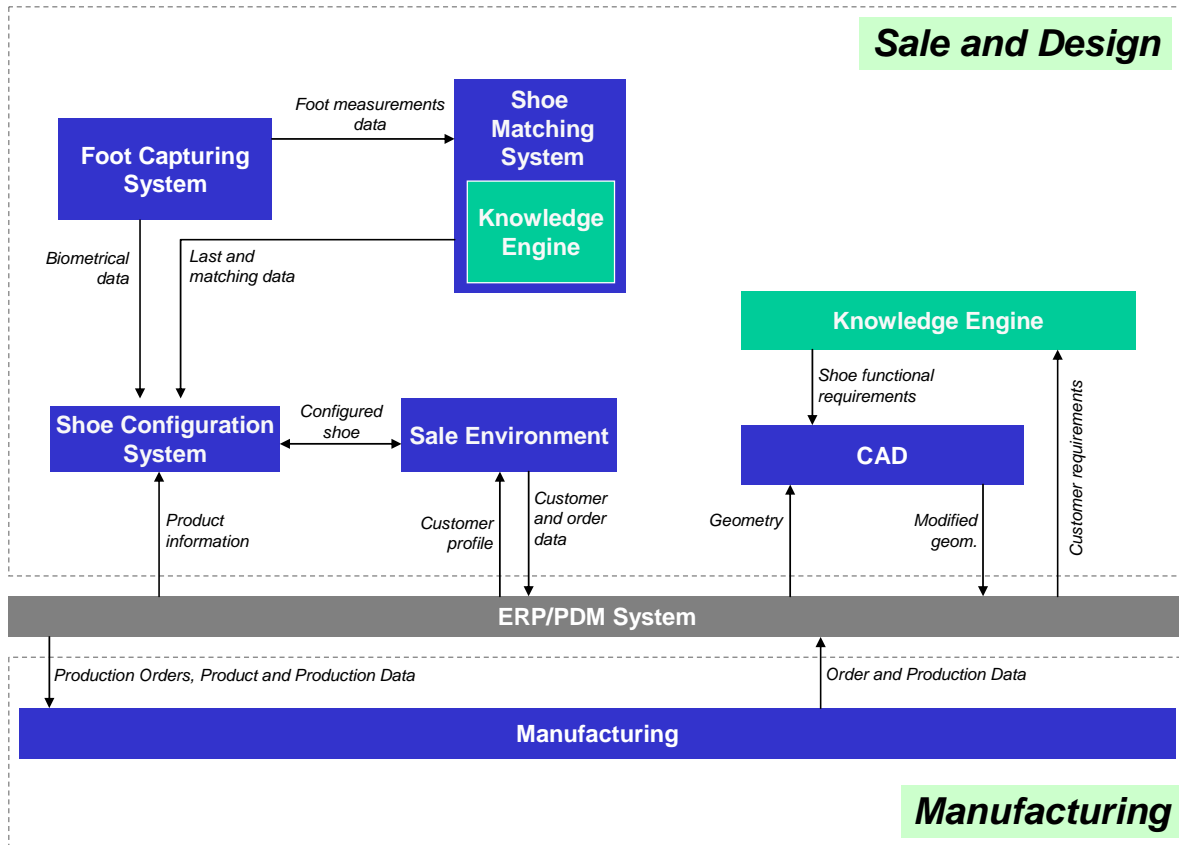 Sale and Design
Foot measurements
data
Shoe
Matching
System
Foot Capturing
System
Knowledge
Engine
Biometrical
data
Last and
matching data
Knowledge Engine
Shoe functional
requirements
Customer requirements
Shoe Configuration
System
Configured
shoe
Sale Environment
CAD
Product
information
Customer
profile
Customer
and order
data
Geometry
Modified
geom.
ERP/PDM System
Production Orders, Product and Production Data
Order and Production Data
Manufacturing
Manufacturing